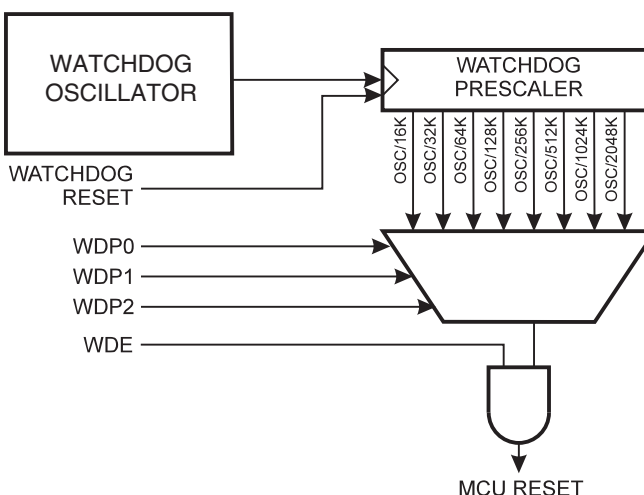 WATCHDOG
OSCILLATOR
WATCHDOG
PRESCALER
OSC/16K
OSC/32K
OSC/64K
OSC/128K
OSC/256K
OSC/512K
OSC/1024K
OSC/2048K
WATCHDOG
RESET
WDP0
WDP1
WDP2
WDE
MCU RESET